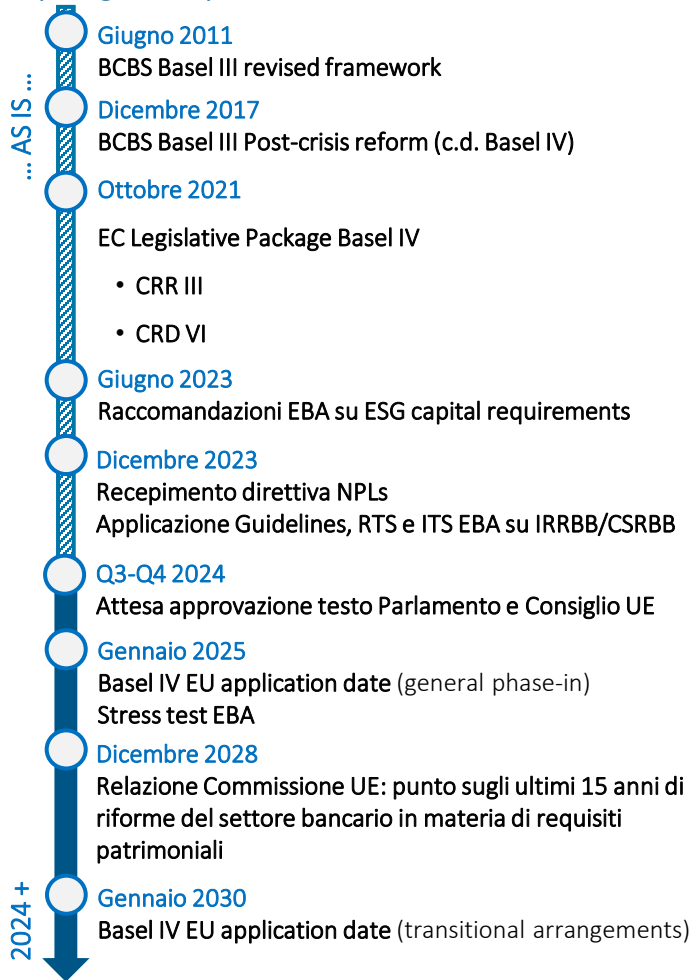 Giugno 2011
BCBS Basel III revised framework
... AS IS ...
Dicembre 2017
BCBS Basel III Post-crisis reform (c.d. Basel IV)
Ottobre 2021
EC Legislative Package Basel IV
• CRR III
• CRD VI
Giugno 2023
Raccomandazioni EBA su ESG capital requirements
Dicembre 2023
Recepimento direttiva NPLs
Applicazione Guidelines, RTS e ITS EBA su IRRBB/CSRBB
Q3-Q4 2024
Attesa approvazione testo Parlamento e Consiglio UE
Gennaio 2025
Basel IV EU application date (general phase-in)
Stress test EBA
Dicembre 2028
Relazione Commissione UE: punto sugli ultimi 15 anni di
riforme del settore bancario in materia di requisiti
patrimoniali
2024 +
Gennaio 2030
Basel IV EU application date (transitional arrangements)